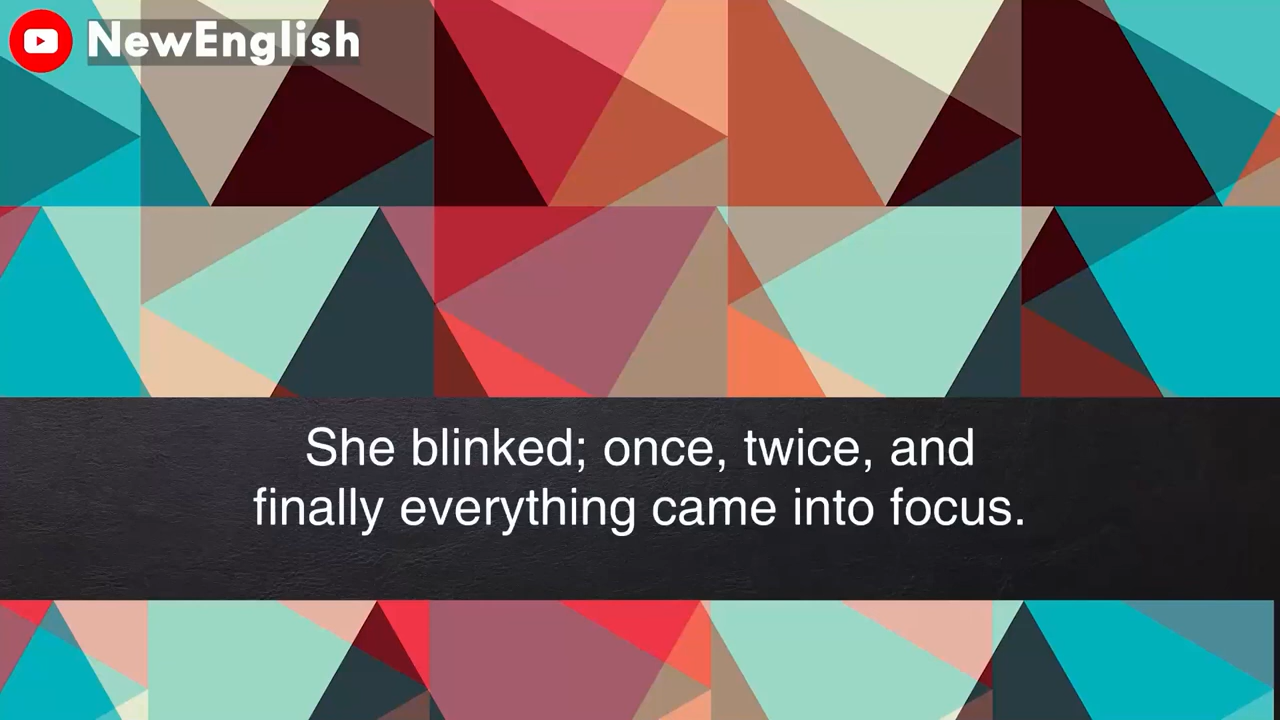 NewEnglish
She blinked; once, twice, and
finally everything came into focus.